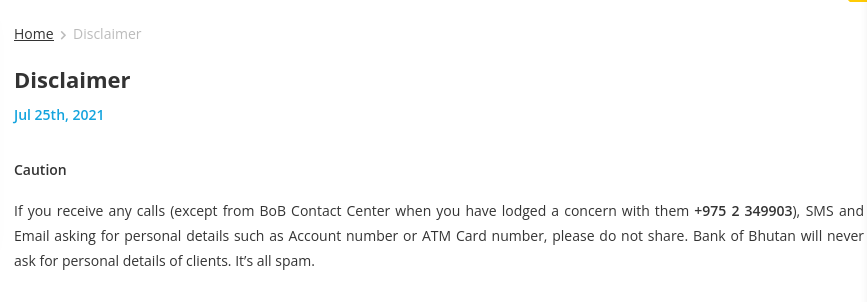 Home > Disclaimer
Disclaimer
Jul 25th, 2021
Caution
If you receive any calls (except from BoB Contact Center when you have lodged a concern with them +975 2 349903), SMS and
Email asking for personal details such as Account number or ATM Card number, please do not share. Bank of Bhutan will never
ask for personal details of clients. It’s all spam.